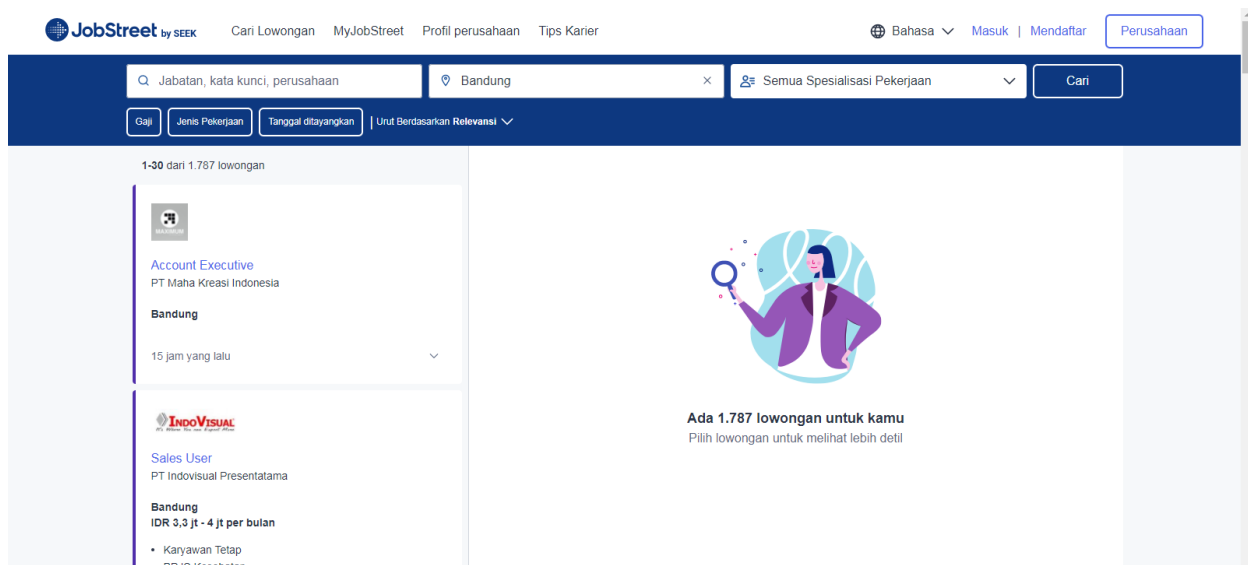 JobStreet by SEEK Cari Lowongan MyJobStreet Profil perusahaan Tips Karier Bahasa Masuk | Mendaftar Perusahaan
Jabatan, kata kunci, perusahaan Bandung Semua Spesialisasi Pekerjaan Cari
Gaji Jenis Pekerjaan Tanggal ditayangkan | Urut Berdasarkan Relevansi
1-30 dari 1.787 lowongan
MAXIMUM
Account Executive
PT Maha Kreasi Indonesia
Bandung
15 jam yang lalu
INDOVISUAL
Sales User
PT Indovisual Presentatama
Bandung
IDR 3,3 jt - 4 jt per bulan
• Karyawan Tetap
Ada 1.787 lowongan untuk kamu
Pilih lowongan untuk melihat lebih detil